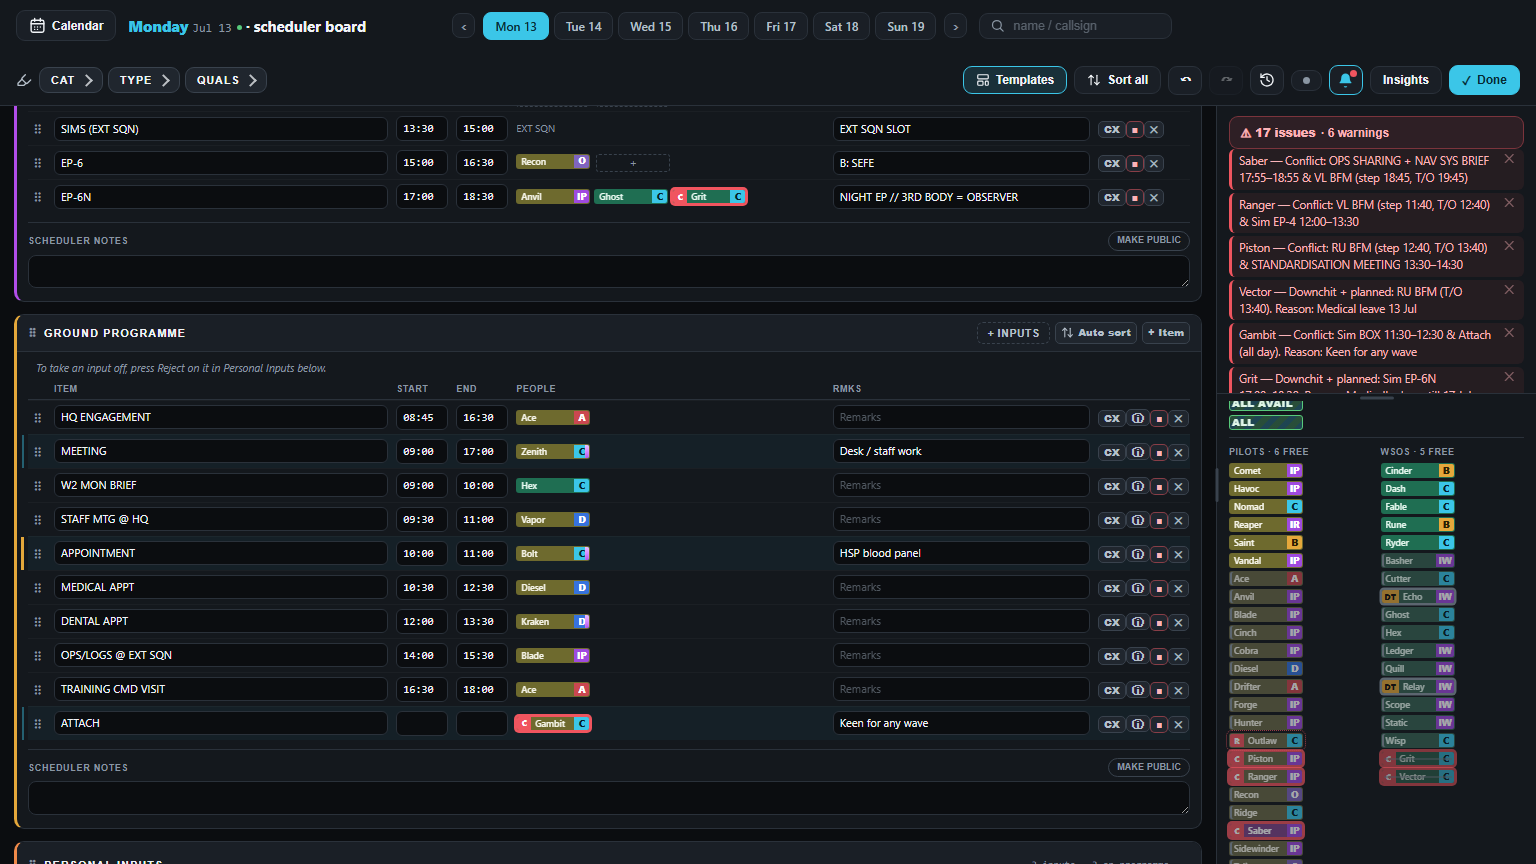 Calendar
Monday Jul 13 • · scheduler board
‹ Mon 13 Tue 14 Wed 15 Thu 16 Fri 17 Sat 18 Sun 19 ›
name / callsign
CAT TYPE QUALS
Templates Sort all Insights ✓ Done
SIMS (EXT SQN) 13:30 15:00 EXT SQN EXT SQN SLOT CX
EP-6 15:00 16:30 Recon O + B: SEFE CX
EP-6N 17:00 18:30 Anvil IP Ghost C C Grit C NIGHT EP // 3RD BODY = OBSERVER CX
SCHEDULER NOTES MAKE PUBLIC
GROUND PROGRAMME + INPUTS Auto sort + Item
To take an input off, press Reject on it in Personal Inputs below.
ITEM START END PEOPLE RMKS
HQ ENGAGEMENT 08:45 16:30 Ace A Remarks CX
MEETING 09:00 17:00 Zenith C Desk / staff work CX
W2 MON BRIEF 09:00 10:00 Hex C Remarks CX
STAFF MTG @ HQ 09:30 11:00 Vapor D Remarks CX
APPOINTMENT 10:00 11:00 Bolt C HSP blood panel CX
MEDICAL APPT 10:30 12:30 Diesel D Remarks CX
DENTAL APPT 12:00 13:30 Kraken D Remarks CX
OPS/LOGS @ EXT SQN 14:00 15:30 Blade IP Remarks CX
TRAINING CMD VISIT 16:30 18:00 Ace A Remarks CX
ATTACH C Gambit C Keen for any wave CX
SCHEDULER NOTES MAKE PUBLIC
PERSONAL INPUTS
⚠ 17 issues · 6 warnings
Saber — Conflict: OPS SHARING + NAV SYS BRIEF
17:55–18:55 & VL BFM (step 18:45, T/O 19:45)
Ranger — Conflict: VL BFM (step 11:40, T/O 12:40)
& Sim EP-4 12:00–13:30
Piston — Conflict: RU BFM (step 12:40, T/O 13:40)
& STANDARDISATION MEETING 13:30–14:30
Vector — Downchit + planned: RU BFM (T/O
13:40). Reason: Medical leave 13 Jul
Gambit — Conflict: Sim BOX 11:30–12:30 & Attach
(all day). Reason: Keen for any wave
Grit — Downchit + planned: Sim EP-6N
ALL AVAIL
ALL
PILOTS · 6 FREE WSOS · 5 FREE
Comet IP Cinder B
Havoc IP Dash C
Nomad C Fable C
Reaper IR Rune B
Saint B Ryder C
Vandal IP Basher IW
Ace A Cutter C
Anvil IP DT Echo IW
Blade IP Ghost C
Cinch IP Hex C
Cobra IP Ledger IW
Diesel D Quill IW
Drifter A DT Relay IW
Forge IP Scope IW
Hunter IP Static IW
R Outlaw C Wisp C
C Piston IP C Grit C
C Ranger IP C Vector C
Recon O
Ridge C
C Saber IP
Sidewinder IP